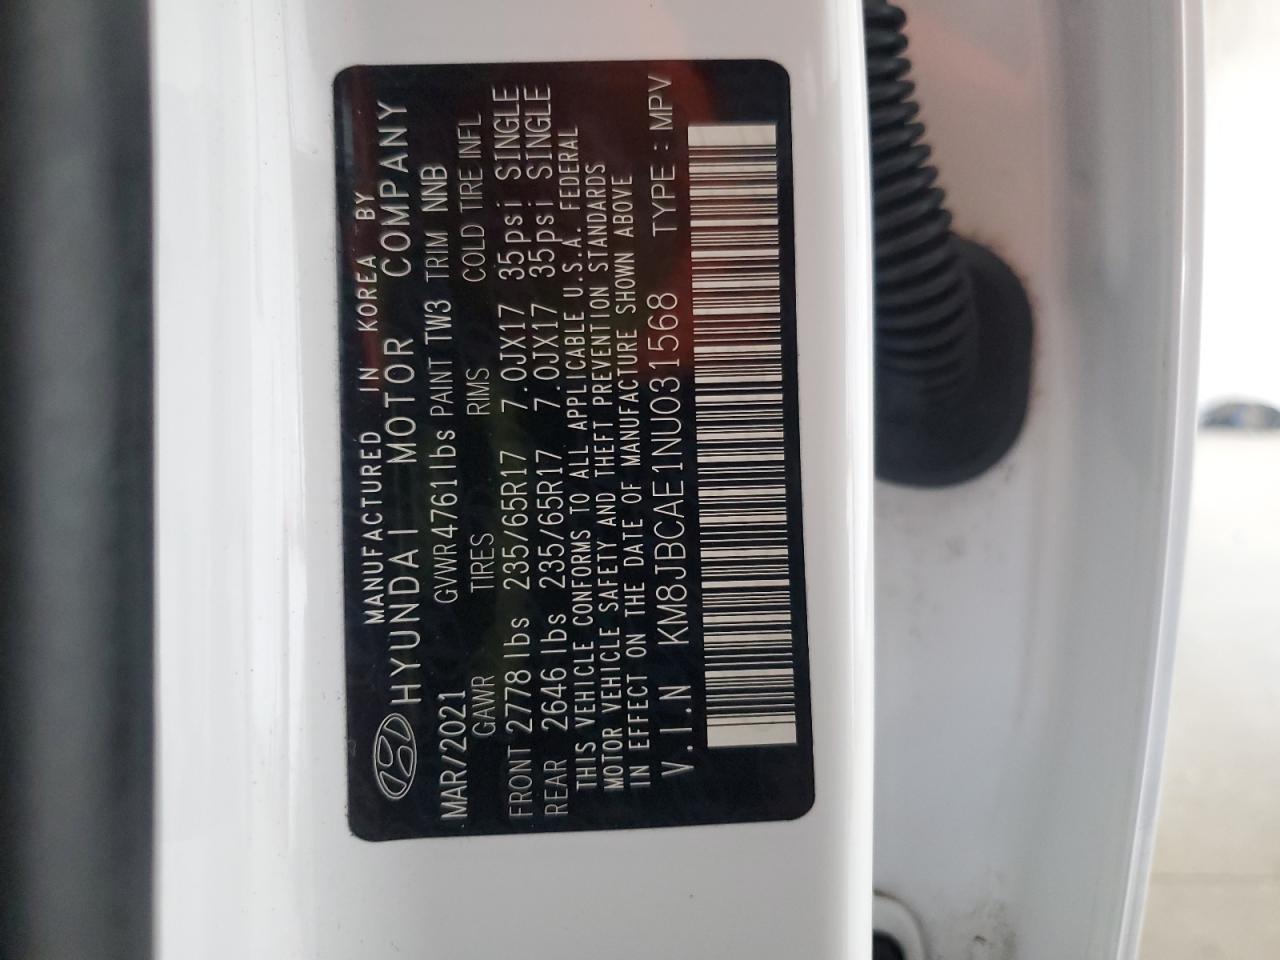 MANUFACTURED IN KOREA BY
HYUNDAI MOTOR COMPANY
MAR/2021 GVWR 4761lbs PAINT TW3 TRIM NNB
GAWR TIRES RIMS COLD TIRE INFL
FRONT 2778 lbs 235/65R17 7.0JX17 35psi SINGLE
REAR 2646 lbs 235/65R17 7.0JX17 35psi SINGLE
THIS VEHICLE CONFORMS TO ALL APPLICABLE U.S.A. FEDERAL
MOTOR VEHICLE SAFETY AND THEFT PREVENTION STANDARDS
IN EFFECT ON THE DATE OF MANUFACTURE SHOWN ABOVE
V.I.N KM8JBCAE1NU031568 TYPE : MPV